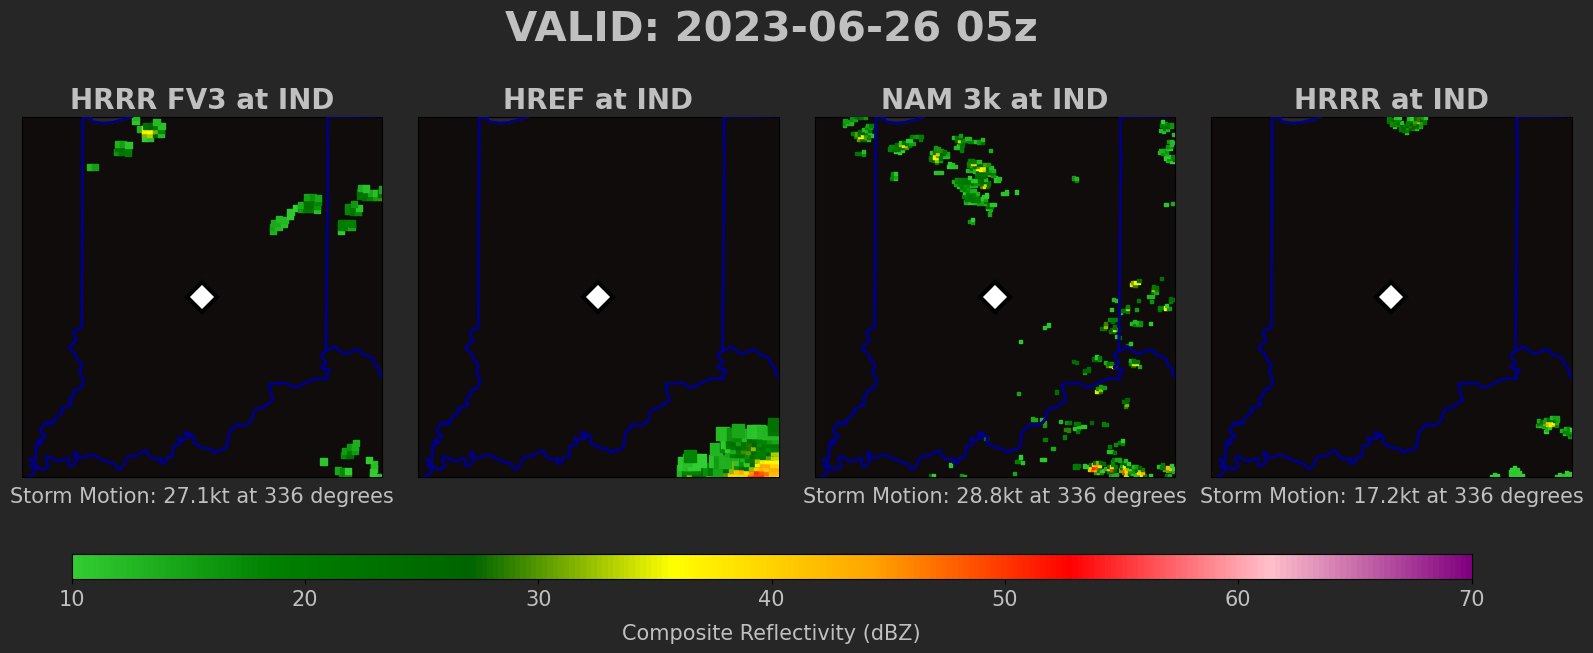 VALID: 2023-06-26 05z
HRRR FV3 at IND
HREF at IND
NAM 3k at IND
HRRR at IND
Storm Motion: 27.1kt at 336 degrees
Storm Motion: 28.8kt at 336 degrees
Storm Motion: 17.2kt at 336 degrees
10 20 30 40 50 60 70
Composite Reflectivity (dBZ)